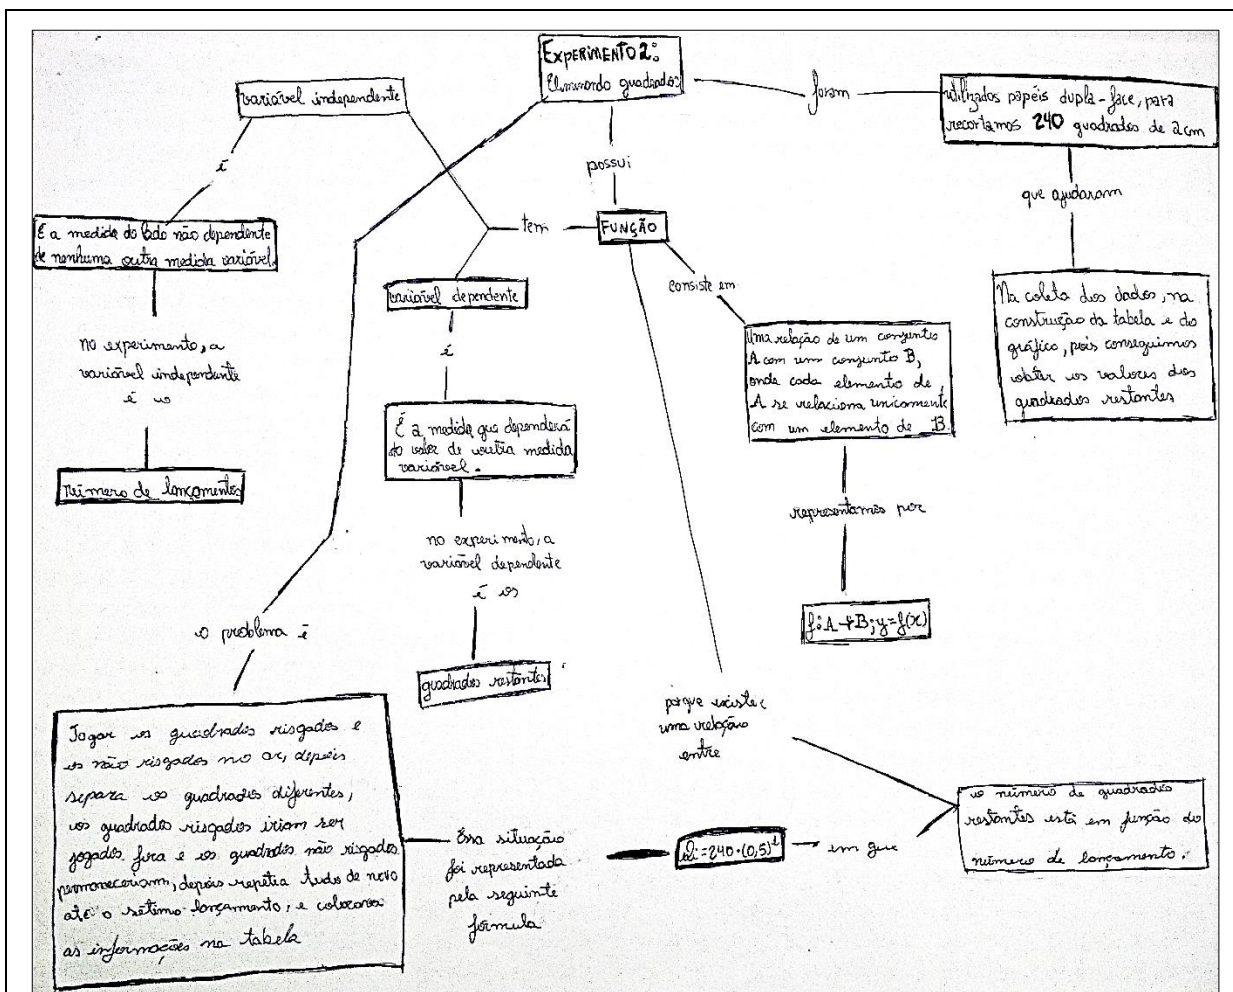 EXPERIMENTO 2:
Eliminando quadrados
variável independente
é
É a medida do lado não dependente
de nenhuma outra medida variável.
no experimento, a
variável independente
é o
número de lançamentos
possui
FUNÇÃO
tem
variável dependente
é
É a medida que dependerá
do valor de outra medida
variável.
no experimento, a
variável dependente
é os
quadrados restantes
foram
utilizados papéis dupla-face, para
recortamos 240 quadrados de 2cm
que ajudaram
Na coleta dos dados, na
construção da tabela e do
gráfico, pois conseguimos
obter os valores dos
quadrados restantes
consiste em
Uma relação de um conjunto
A com um conjunto B,
onde cada elemento de
A se relaciona unicamente
com um elemento de B.
representamos por
f:A→B;y=f(x)
o problema é
Jogar os quadrados risgados e
os não risgados no ar, depois
separa os quadrados diferentes,
os quadrados risgados iriam ser
jogados fora e os quadrados não risgados
permaneceriam, depois repetia tudo de novo
até o sétimo lançamento, e colocava
as informações na tabela
Essa situação
foi representada
pela seguinte
fórmula
=240·(0,5)
em que
o número de quadrados
restantes está em função do
número de lançamento.
porque existe
uma relação
entre